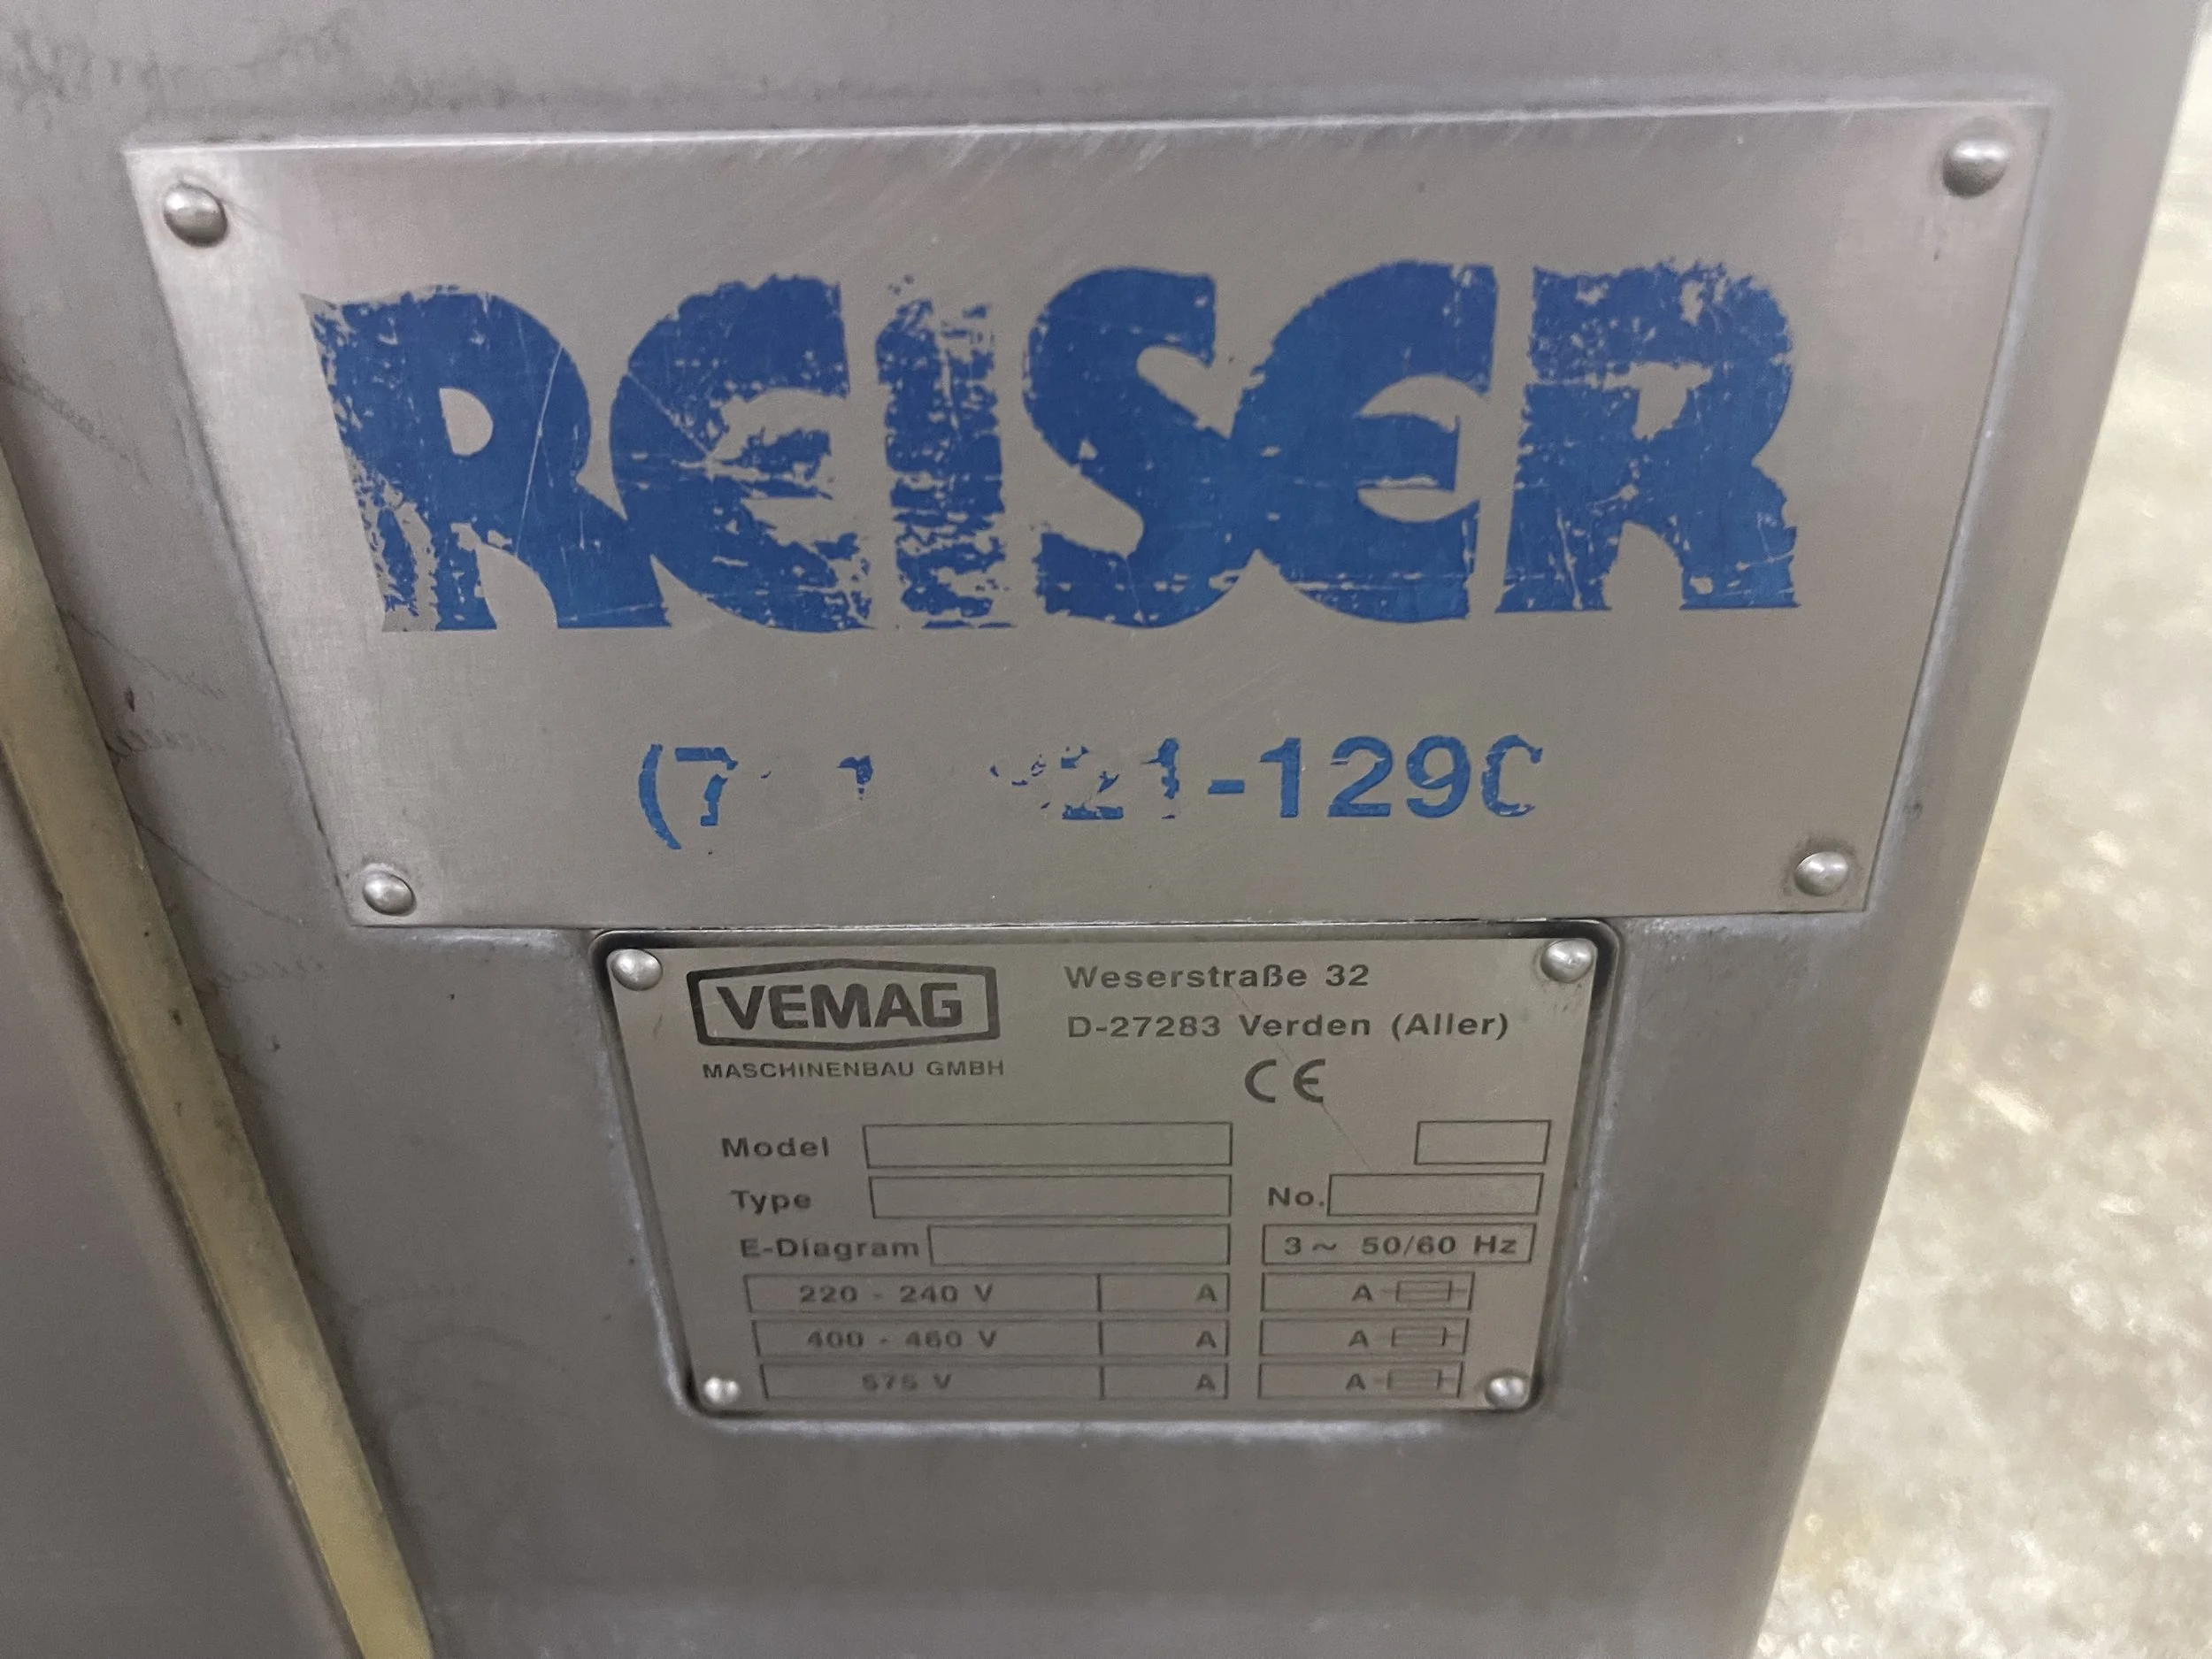 REISER
-1290
VEMAG
MASCHINENBAU GMBH
Weserstraße 32
D-27283 Verden (Aller)
CE
Model
Type
No.
E-Diagram
3 ~ 50/60 Hz
220 - 240 V A A
400 - 460 V A A
575 V A A